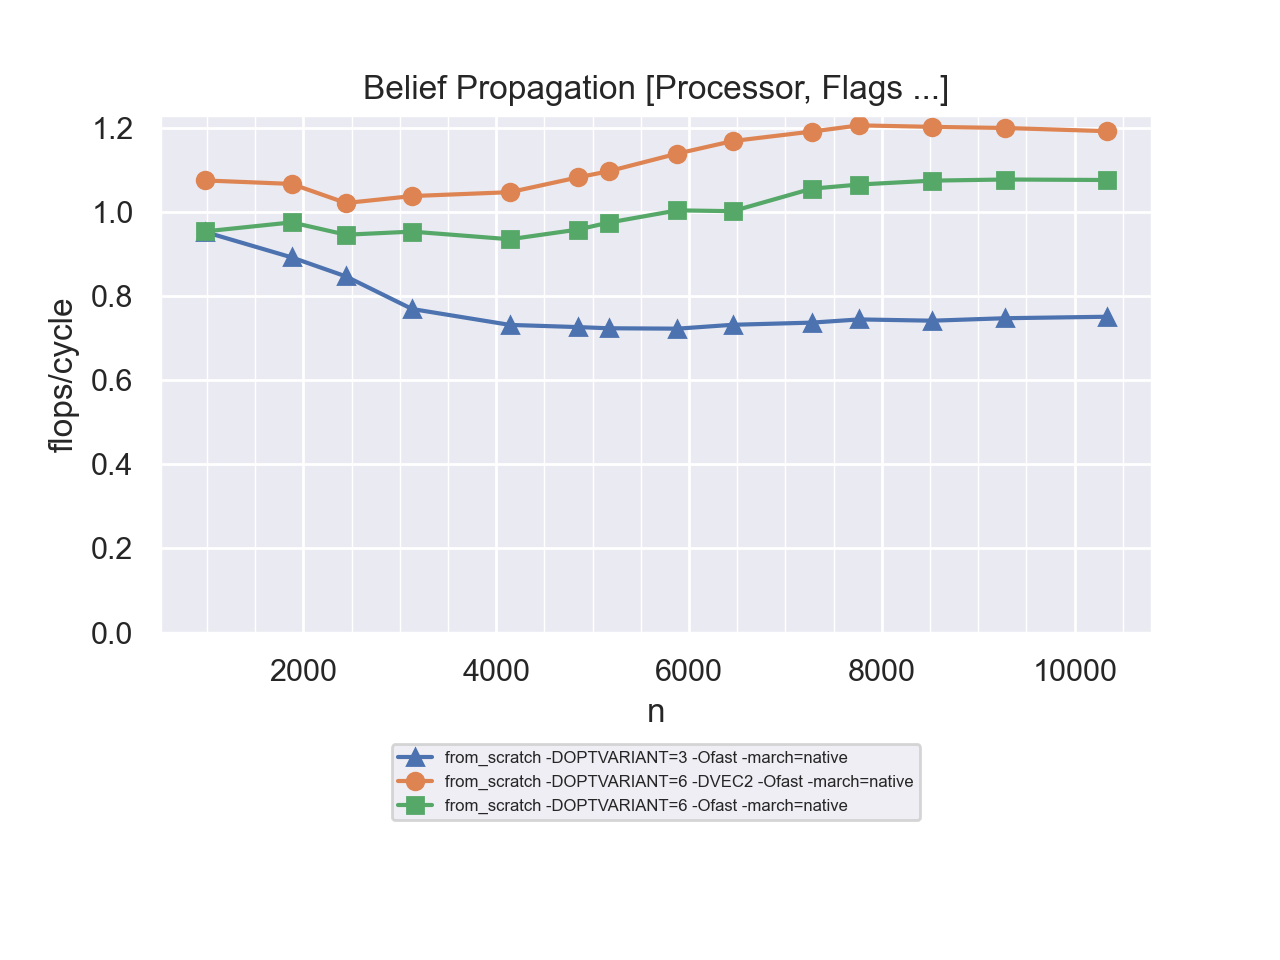 Belief Propagation [Processor, Flags ...]
1.2
1.0
0.8
0.6
0.4
0.2
0.0
flops/cycle
2000 4000 6000 8000 10000
n
from_scratch -DOPTVARIANT=3 -Ofast -march=native
from_scratch -DOPTVARIANT=6 -DVEC2 -Ofast -march=native
from_scratch -DOPTVARIANT=6 -Ofast -march=native